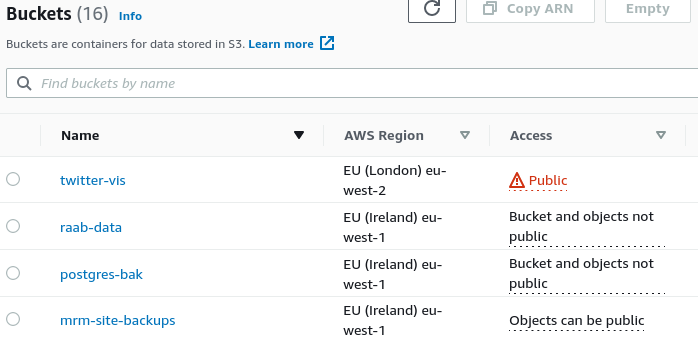 Buckets (16) Info
Copy ARN
Empty
Buckets are containers for data stored in S3. Learn more
Find buckets by name
Name
AWS Region
Access
twitter-vis
EU (London) eu-
west-2
Public
raab-data
EU (Ireland) eu-
west-1
Bucket and objects not
public
postgres-bak
EU (Ireland) eu-
west-1
Bucket and objects not
public
mrm-site-backups
EU (Ireland) eu-
west-1
Objects can be public